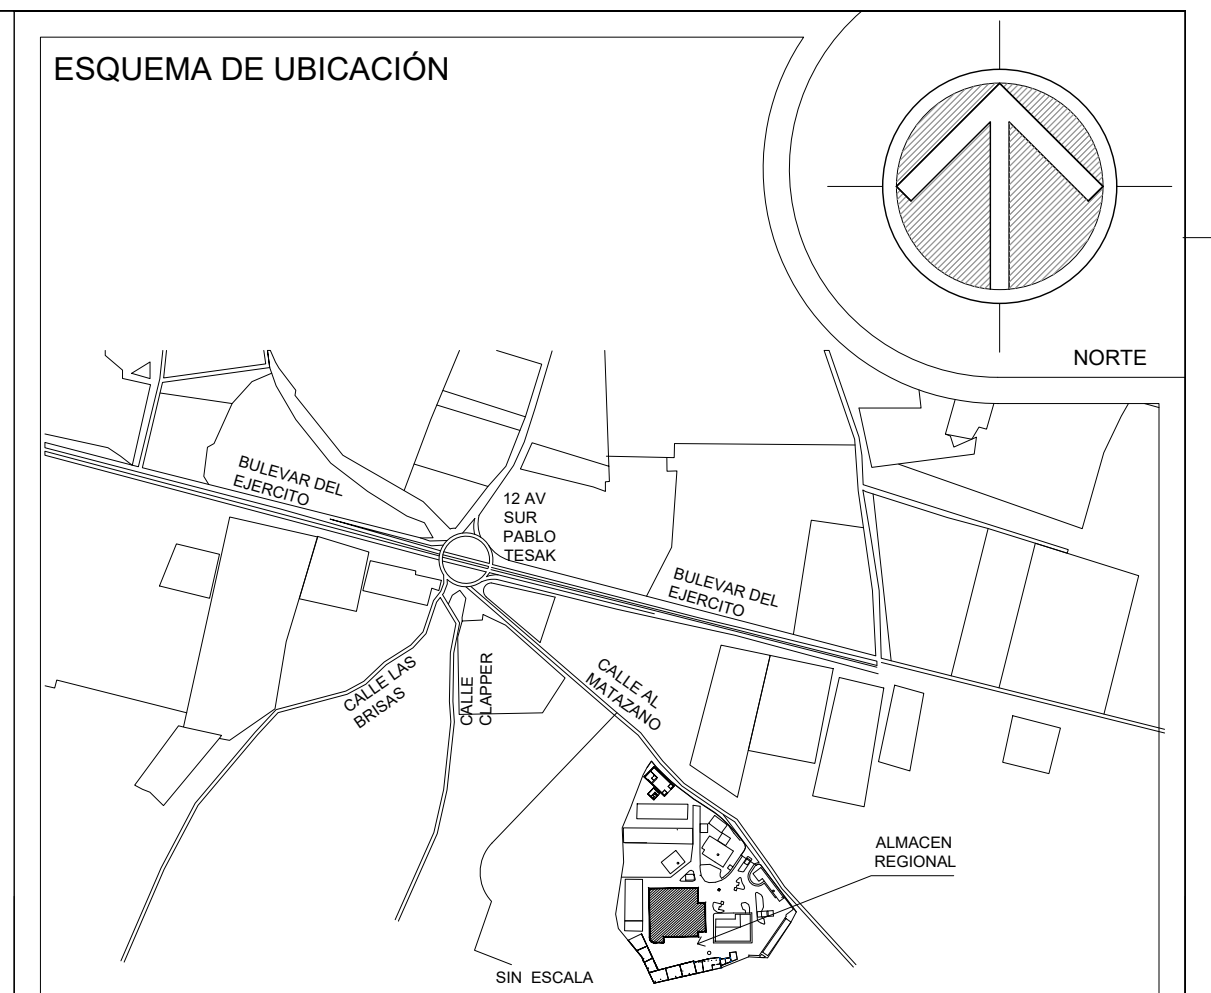 ESQUEMA DE UBICACIÓN
NORTE
BULEVAR DEL
EJERCITO
12 AV
SUR
PABLO
TESAK
BULEVAR DEL
EJERCITO
CALLE LAS
BRISAS
CALLE
CLAPPER
CALLE AL
MATAZANO
ALMACEN
REGIONAL
SIN ESCALA